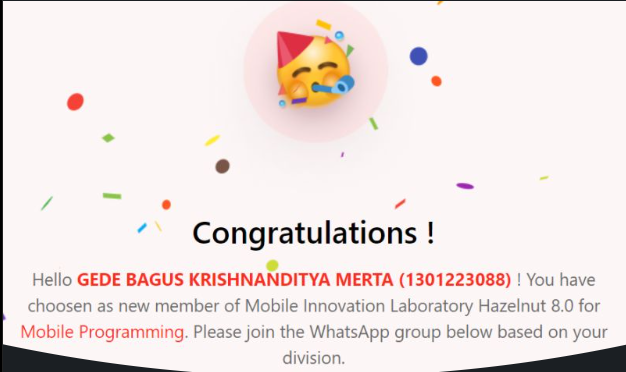 Congratulations !
Hello GEDE BAGUS KRISHNANDITYA MERTA (1301223088) ! You have
choosen as new member of Mobile Innovation Laboratory Hazelnut 8.0 for
Mobile Programming. Please join the WhatsApp group below based on your
division.